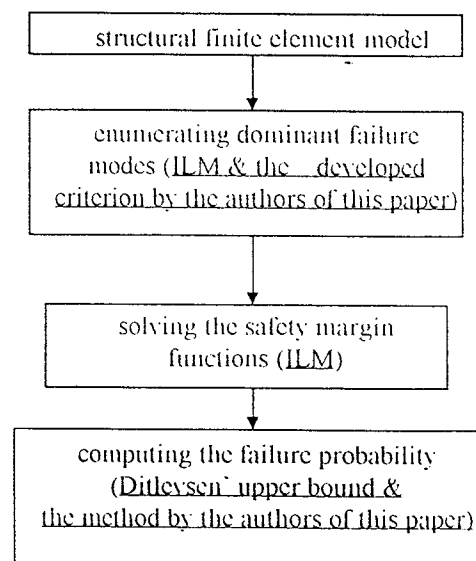 structural finite element model
enumerating dominant failure
modes (ILM & the developed
criterion by the authors of this paper)
solving the safety margin
functions (ILM)
computing the failure probability
(Ditlevsen' upper bound &
the method by the authors of this paper)